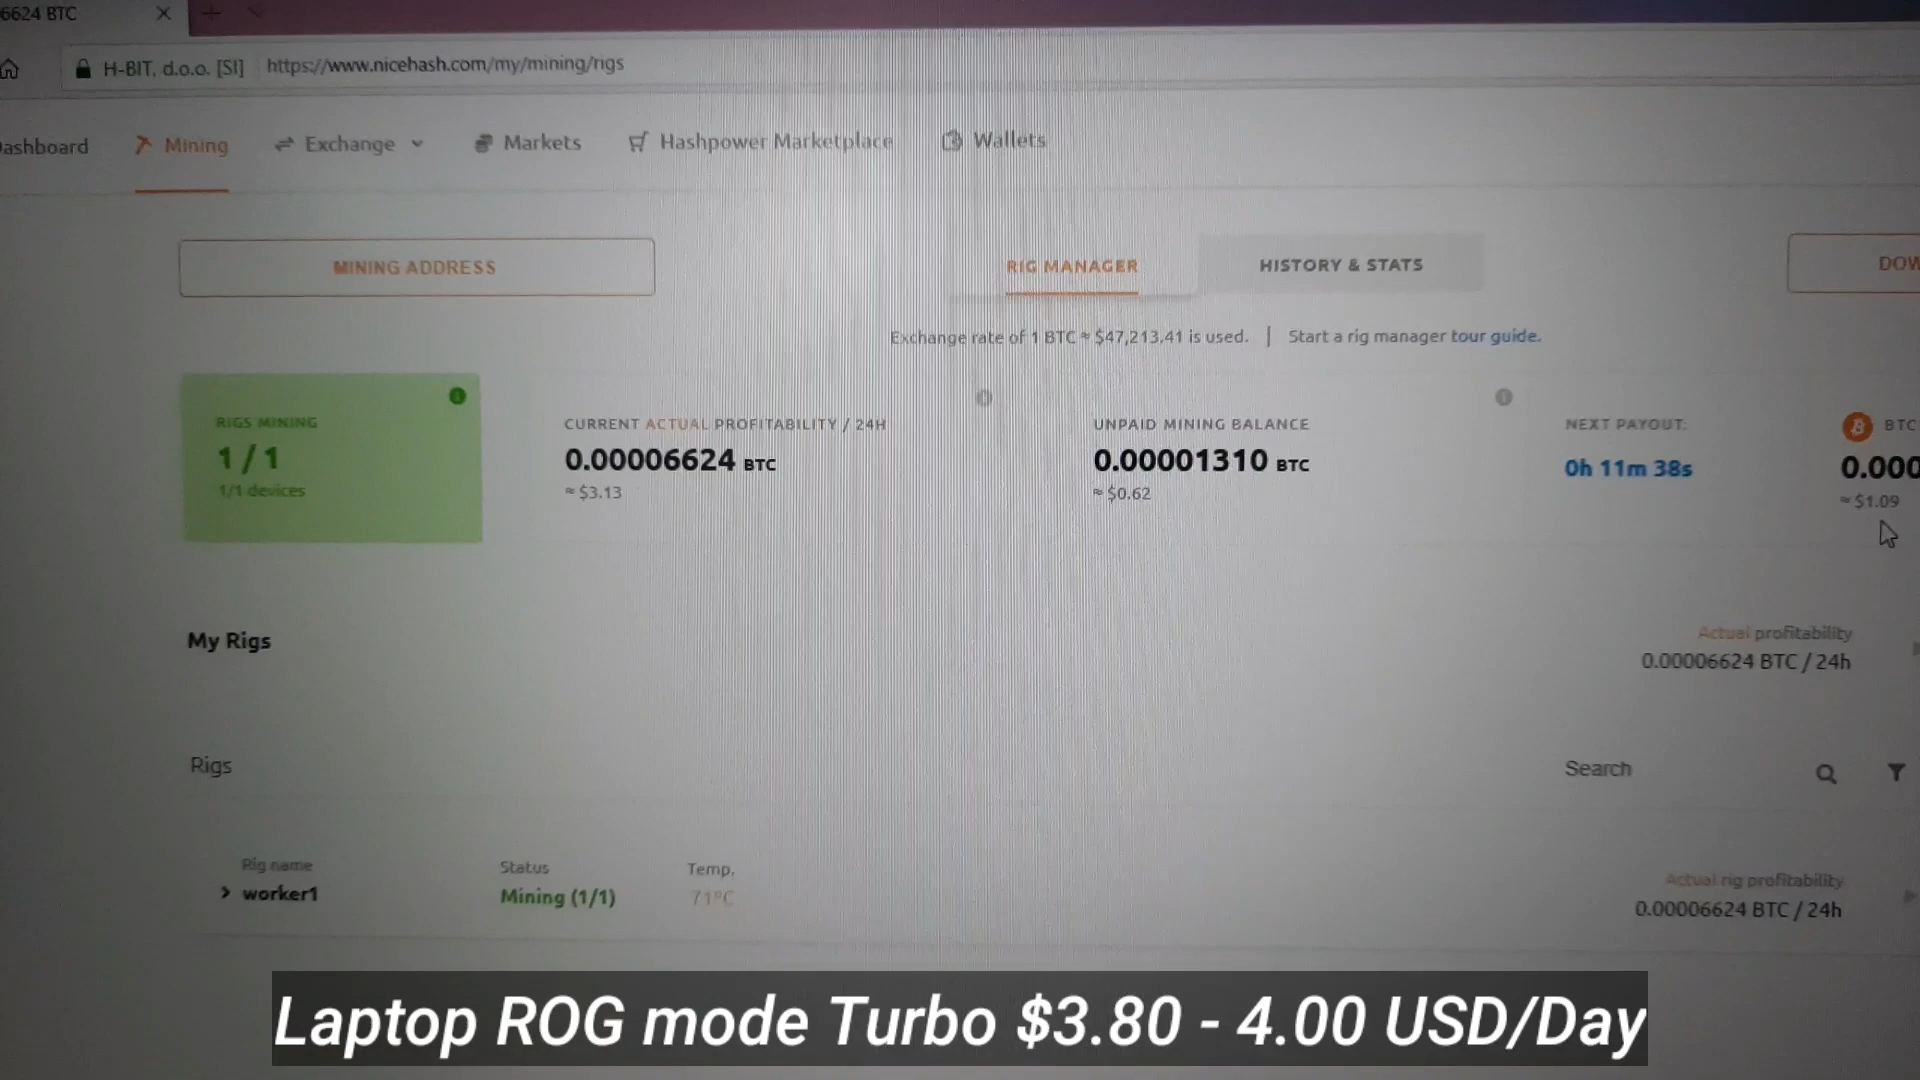 6624 BTC
H-BIT, d.o.o. [SI] https://www.nicehash.com/my/mining/rigs
Dashboard Mining Exchange Markets Hashpower Marketplace Wallets
MINING ADDRESS RIG MANAGER HISTORY & STATS DOW
Exchange rate of 1 BTC ≈ $47,213.41 is used. | Start a rig manager tour guide.
RIGS MINING
1 / 1
1/1 devices
CURRENT ACTUAL PROFITABILITY / 24H
0.00006624 BTC
≈ $3.13
UNPAID MINING BALANCE
0.00001310 BTC
≈ $0.62
NEXT PAYOUT:
0h 11m 38s
BTC
0.000
≈ $1.09
My Rigs
Actual profitability
0.00006624 BTC / 24h
Rigs Search
Rig name Status Temp. Actual rig profitability
worker1 Mining (1/1) 71°C 0.00006624 BTC / 24h
Laptop ROG mode Turbo $3.80 - 4.00 USD/Day